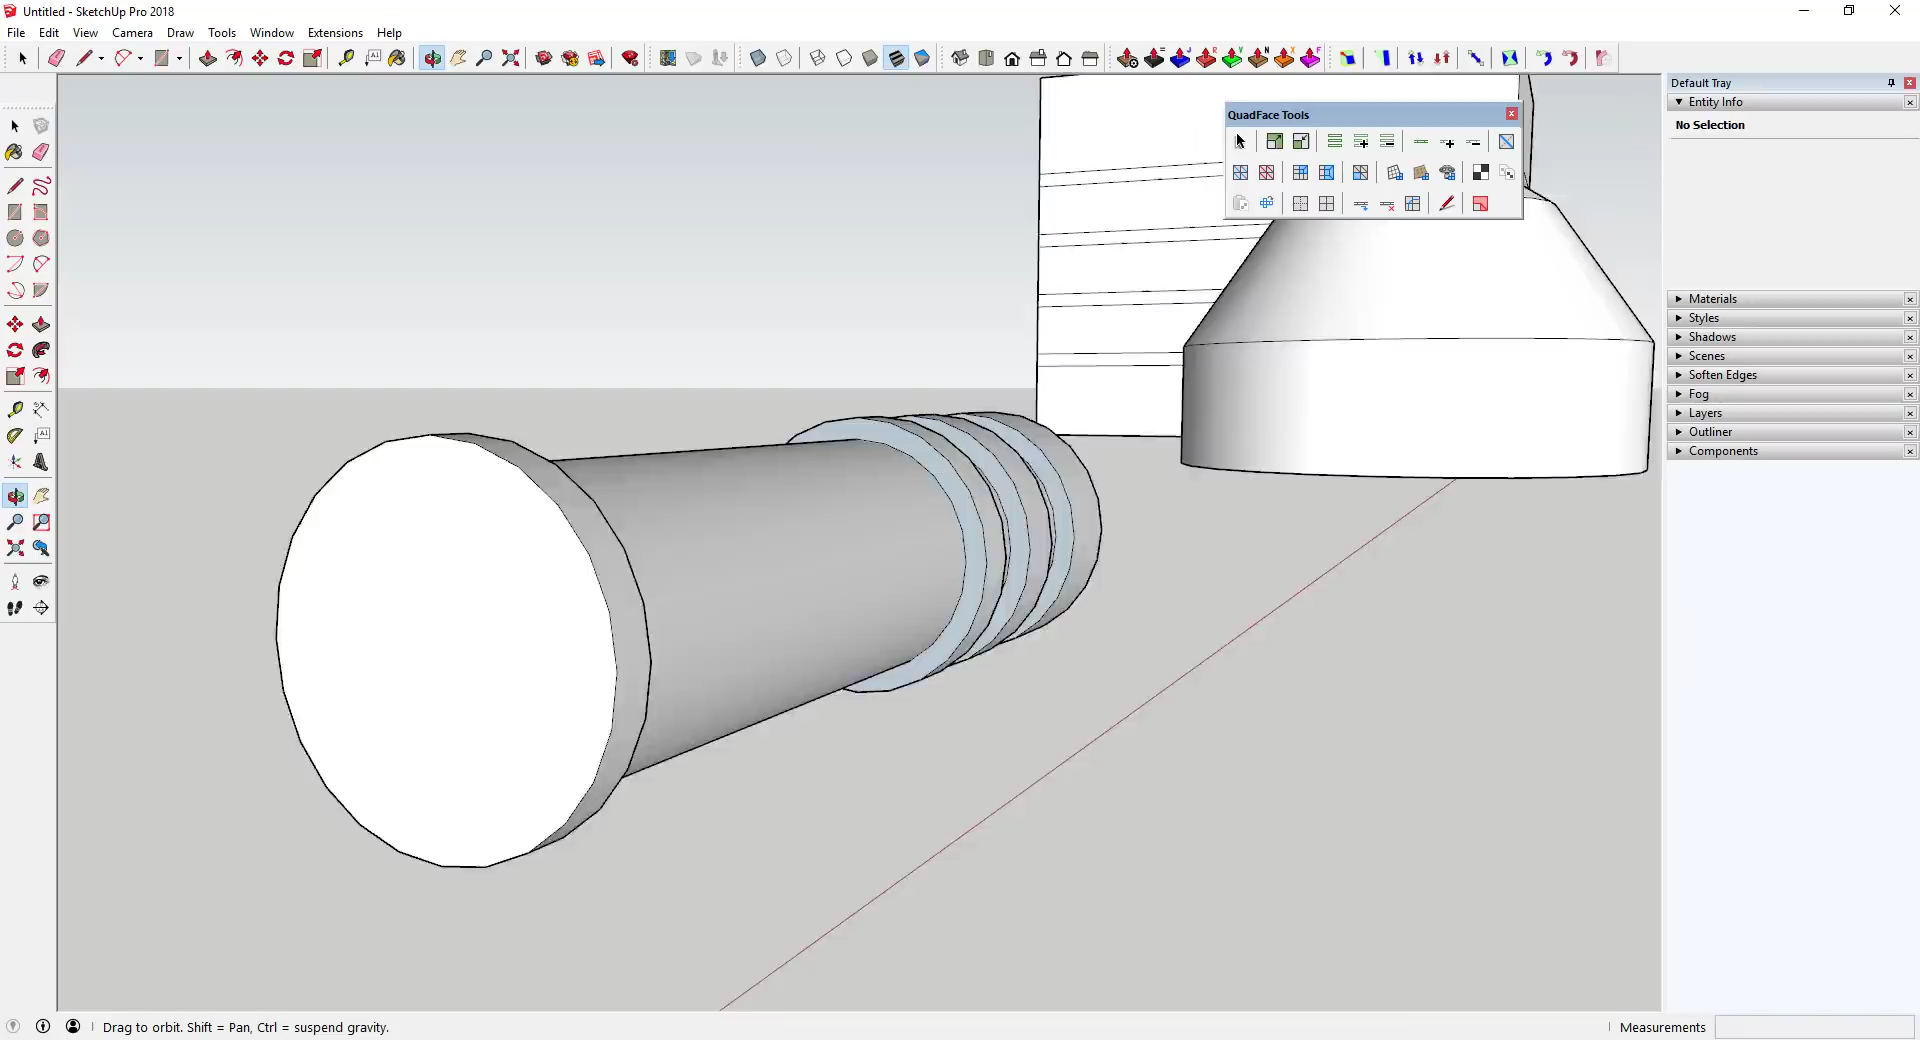 Untitled - SketchUp Pro 2018
File Edit View Camera Draw Tools Window Extensions Help
Default Tray
Entity Info
No Selection
QuadFace Tools
Materials
Styles
Shadows
Scenes
Soften Edges
Fog
Layers
Outliner
Components
Drag to orbit. Shift = Pan, Ctrl = suspend gravity.
Measurements